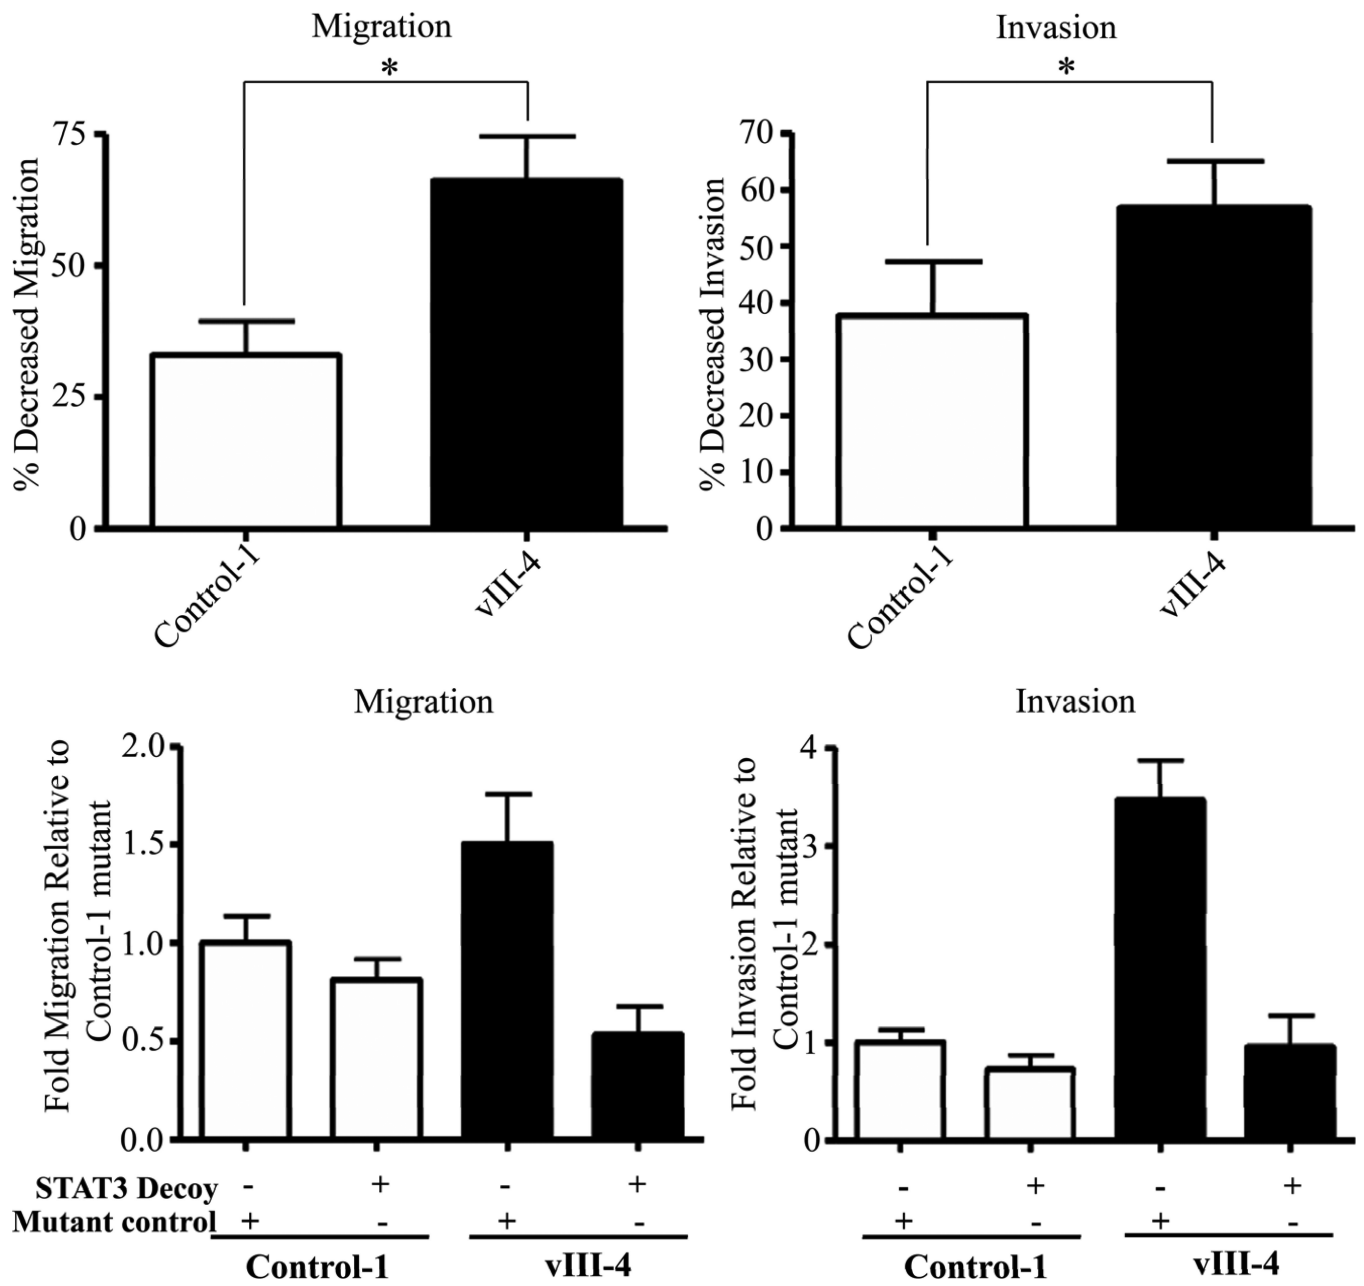 Migration
*
% Decreased Migration
75
50
25
0
Control-1
vIII-4
Invasion
*
% Decreased Invasion
70
60
50
40
30
20
10
0
Control-1
vIII-4
Migration
Fold Migration Relative to
Control-1 mutant
2.0
1.5
1.0
0.5
0.0
Invasion
Fold Invasion Relative to
Control-1 mutant
4
3
2
1
0
STAT3 Decoy - + - + - + - +
Mutant control + - + - + - + -
Control-1 vIII-4 Control-1 vIII-4